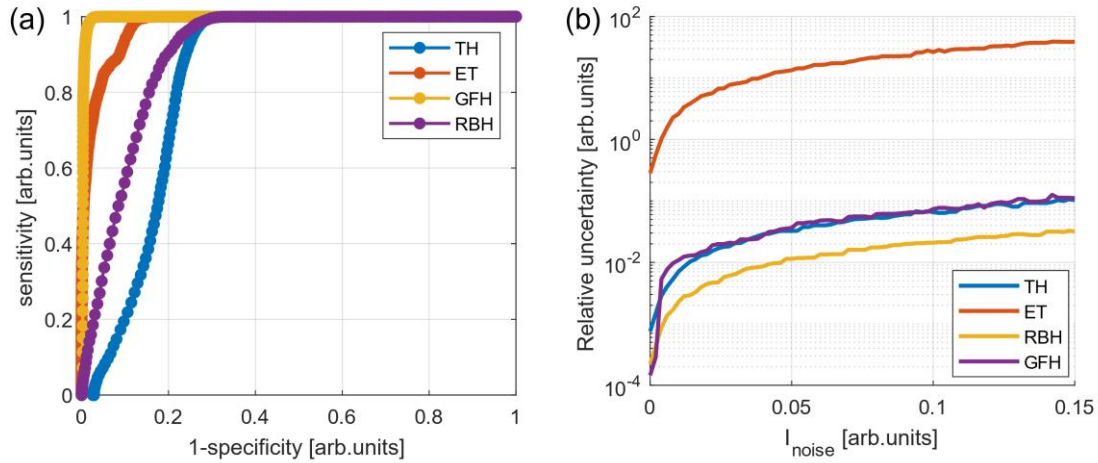 (a)
1
0.8
0.6
0.4
0.2
0
sensitivity [arb.units]
TH
ET
GFH
RBH
0 0.2 0.4 0.6 0.8 1
1-specificity [arb.units]
(b)
10^2
10^0
10^-2
10^-4
Relative uncertainty [arb.units]
TH
ET
RBH
GFH
0 0.05 0.1 0.15
I_noise [arb.units]